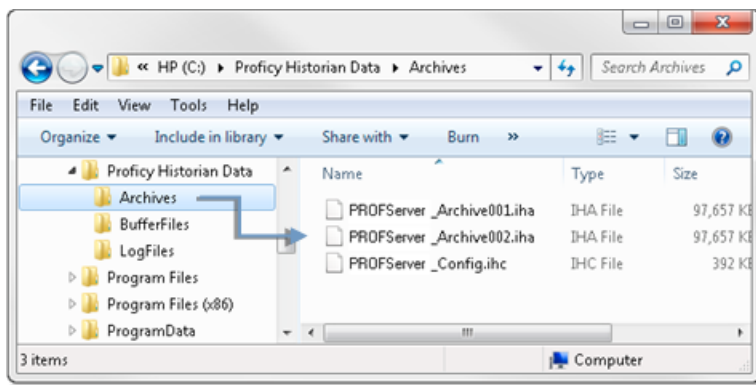 « HP (C:) ▸ Proficy Historian Data ▸ Archives Search Archives
File Edit View Tools Help
Organize Include in library Share with Burn »
Proficy Historian Data Name Type Size
Archives PROFServer _Archive001.iha IHA File 97,657 KB
BufferFiles PROFServer _Archive002.iha IHA File 97,657 KB
LogFiles PROFServer _Config.ihc IHC File 392 KB
Program Files
Program Files (x86)
ProgramData
3 items Computer